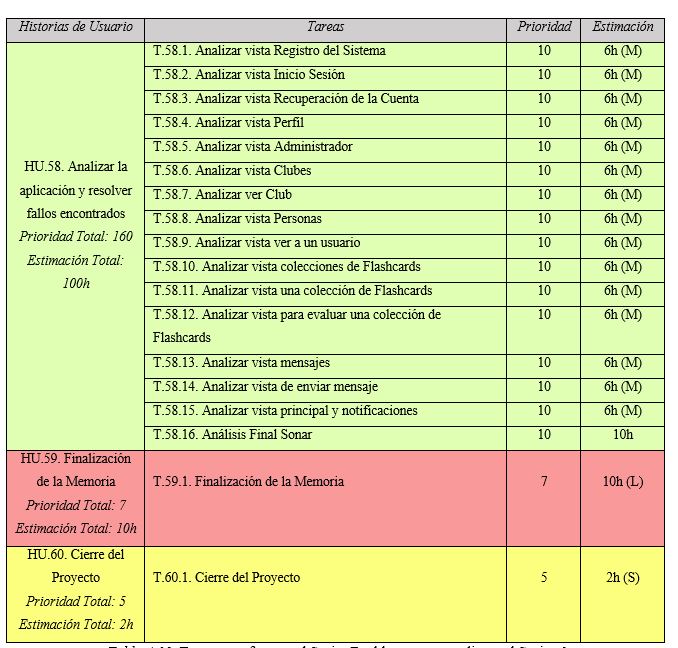 Historias de Usuario Tareas Prioridad Estimación
HU.58. Analizar la
aplicación y resolver
fallos encontrados
Prioridad Total: 160
Estimación Total:
100h
T.58.1. Analizar vista Registro del Sistema 10 6h (M)
T.58.2. Analizar vista Inicio Sesión 10 6h (M)
T.58.3. Analizar vista Recuperación de la Cuenta 10 6h (M)
T.58.4. Analizar vista Perfil 10 6h (M)
T.58.5. Analizar vista Administrador 10 6h (M)
T.58.6. Analizar vista Clubes 10 6h (M)
T.58.7. Analizar ver Club 10 6h (M)
T.58.8. Analizar vista Personas 10 6h (M)
T.58.9. Analizar vista ver a un usuario 10 6h (M)
T.58.10. Analizar vista colecciones de Flashcards 10 6h (M)
T.58.11. Analizar vista una colección de Flashcards 10 6h (M)
T.58.12. Analizar vista para evaluar una colección de 10 6h (M)
Flashcards
T.58.13. Analizar vista mensajes 10 6h (M)
T.58.14. Analizar vista de enviar mensaje 10 6h (M)
T.58.15. Analizar vista principal y notificaciones 10 6h (M)
T.58.16. Análisis Final Sonar 10 10h
HU.59. Finalización
de la Memoria
Prioridad Total: 7
Estimación Total: 10h
T.59.1. Finalización de la Memoria 7 10h (L)
HU.60. Cierre del
Proyecto
Prioridad Total: 5
Estimación Total: 2h
T.60.1. Cierre del Proyecto 5 2h (S)